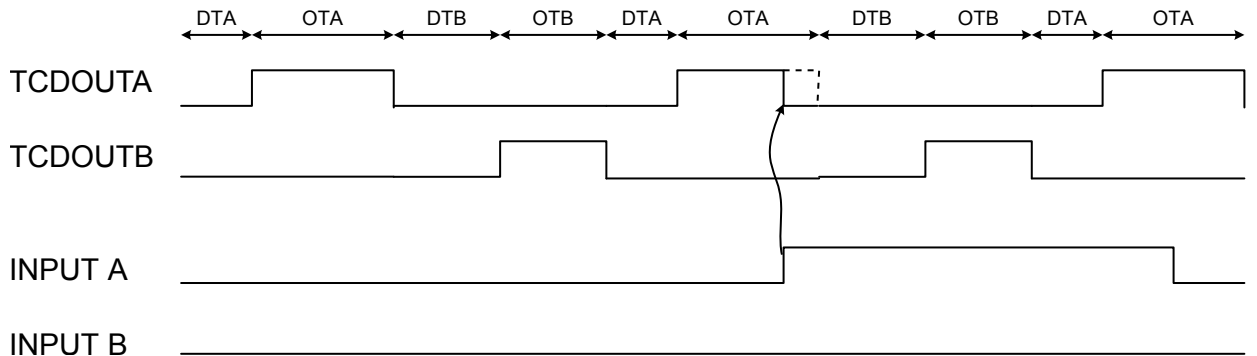 DTA OTA DTB OTB DTA OTA DTB OTB DTA OTA
TCDOUTA
TCDOUTB
INPUT A
INPUT B